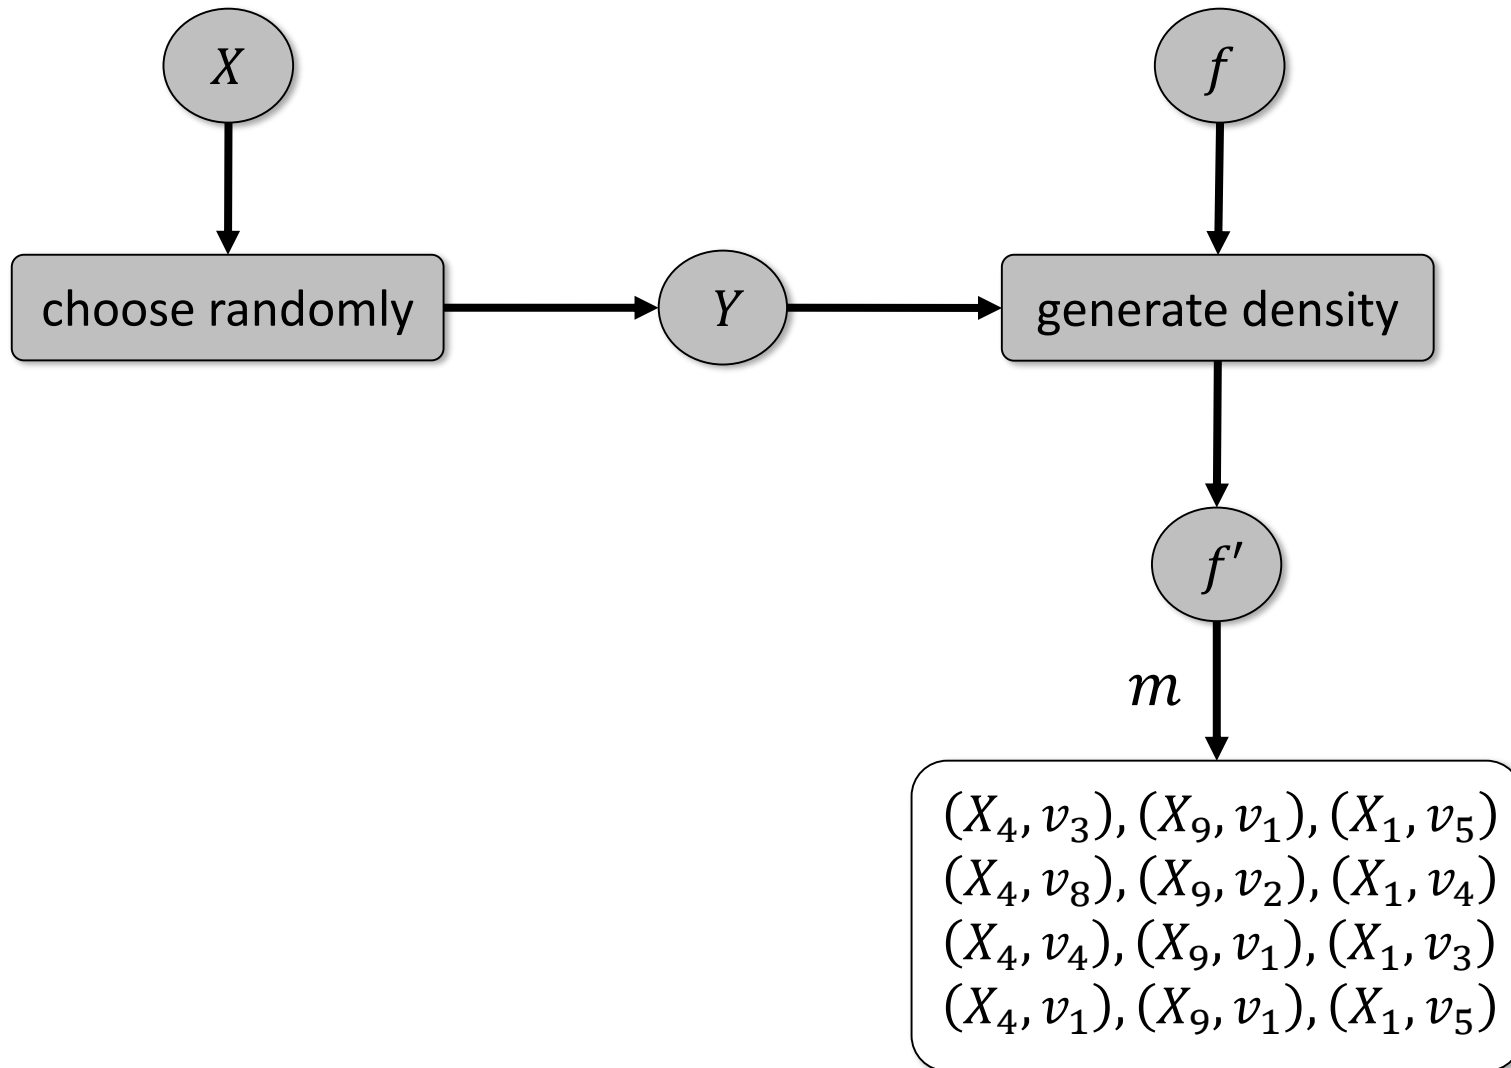 X
f
choose randomly
Y
generate density
f′
m
(X₄, v₃), (X₉, v₁), (X₁, v₅)
(X₄, v₈), (X₉, v₂), (X₁, v₄)
(X₄, v₄), (X₉, v₁), (X₁, v₃)
(X₄, v₁), (X₉, v₁), (X₁, v₅)